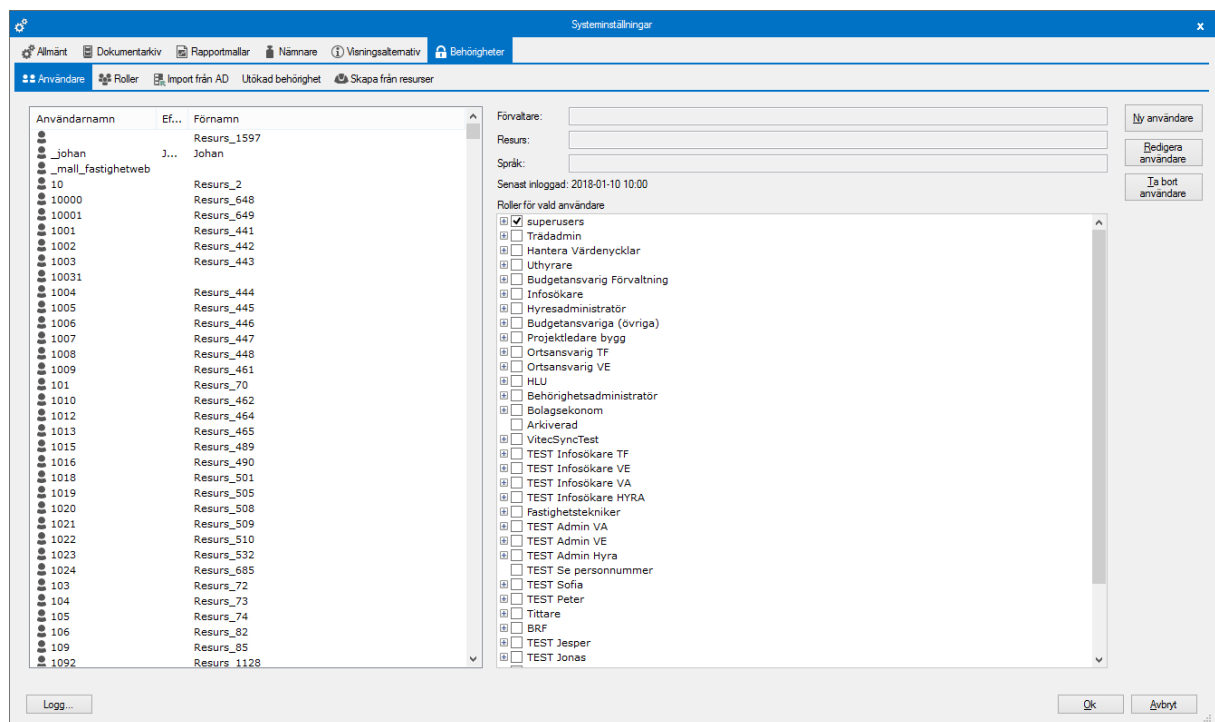 Systeminställningar
x
Allmänt Dokumentarkiv Rapportmallar Nämnare Visningsalternativ Behörigheter
Användare Roller Import från AD Utökad behörighet Skapa från resurser
Användarnamn Ef... Förnamn
Resurs_1597
_johan J... Johan
_mall_fastighetweb
10 Resurs_2
10000 Resurs_648
10001 Resurs_649
1001 Resurs_441
1002 Resurs_442
1003 Resurs_443
10031
1004 Resurs_444
1005 Resurs_445
1006 Resurs_446
1007 Resurs_447
1008 Resurs_448
1009 Resurs_461
101 Resurs_70
1010 Resurs_462
1012 Resurs_464
1013 Resurs_465
1015 Resurs_489
1016 Resurs_490
1018 Resurs_501
1019 Resurs_505
1020 Resurs_508
1021 Resurs_509
1022 Resurs_510
1023 Resurs_532
1024 Resurs_685
103 Resurs_72
104 Resurs_73
105 Resurs_74
106 Resurs_82
109 Resurs_85
1092 Resurs_1128
Förvaltare:
Resurs:
Språk:
Senast inloggad: 2018-01-10 10:00
Roller för vald användare
superusers
Trädadmin
Hantera Värdenycklar
Uthyrare
Budgetansvarig Förvaltning
Infosökare
Hyresadministratör
Budgetansvariga (övriga)
Projektledare bygg
Ortsansvarig TF
Ortsansvarig VE
HLU
Behörighetsadministratör
Bolagsekonom
Arkiverad
VitecSyncTest
TEST Infosökare TF
TEST Infosökare VE
TEST Infosökare VA
TEST Infosökare HYRA
Fastighetstekniker
TEST Admin VA
TEST Admin VE
TEST Admin Hyra
TEST Se personnummer
TEST Sofia
TEST Peter
Tittare
BRF
TEST Jesper
TEST Jonas
Ny användare
Redigera
användare
Ta bort
användare
Logg...
Ok
Avbryt